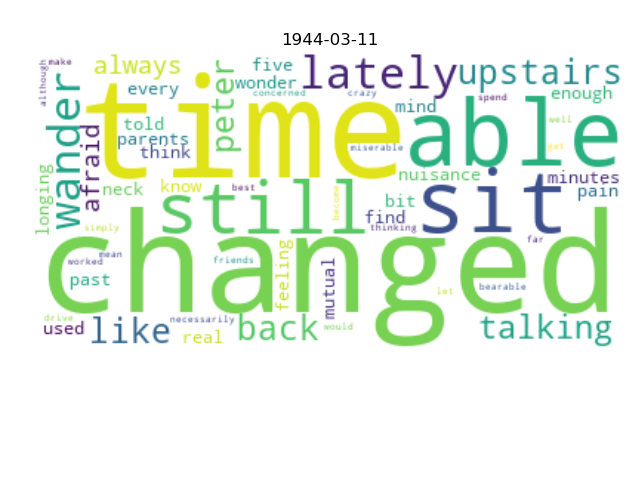 1944-03-11
although
make
always
five
lately
upstairs
wander
every
peter
wonder
concerned
crazy
time
mind
spend
enough
able
told
parents
think
afraid
miserable
well
get
longing
neck
know
best
still
become
nuisance
bit
find
thinking
sit
minutes
pain
simply
changed
mean
worked
past
friends
feeling
mutual
far
bearable
let
drive
used
like
necessarily
real
back
would
talking